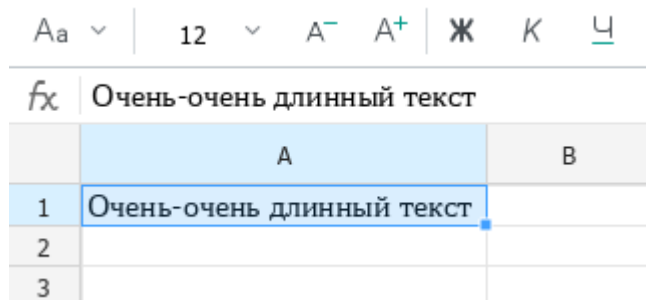 Aa 12 A⁻ A⁺ Ж К Ч
fx Очень-очень длинный текст
A B
1 Очень-очень длинный текст
2
3